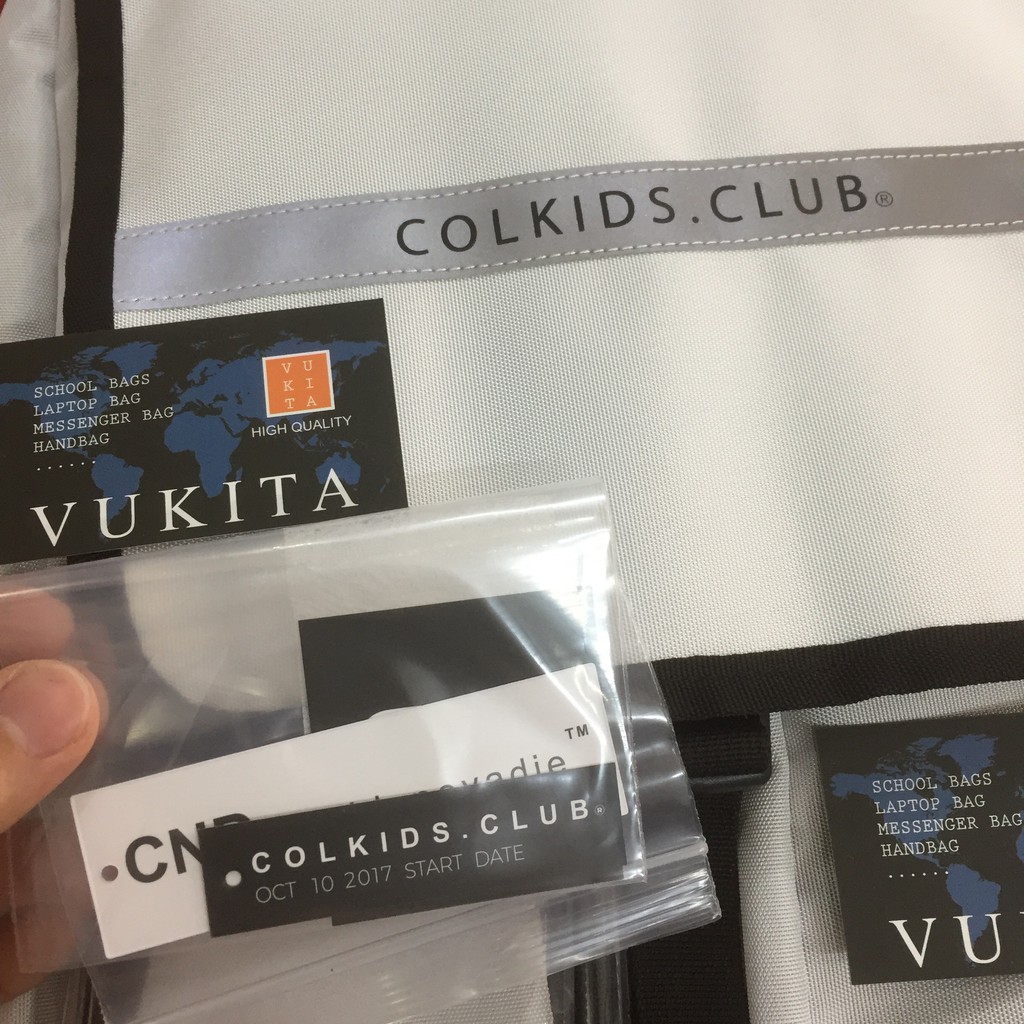 COLKIDS.CLUB®
SCHOOL BAGS
LAPTOP BAG
MESSENGER BAG
HANDBAG
......
VU
KI
TA
HIGH QUALITY
VUKITA
TM
.CN
COLKIDS.CLUB®
OCT 10 2017 START DATE
SCHOOL BAGS
LAPTOP BAG
MESSENGER BAG
HANDBAG
......
VU